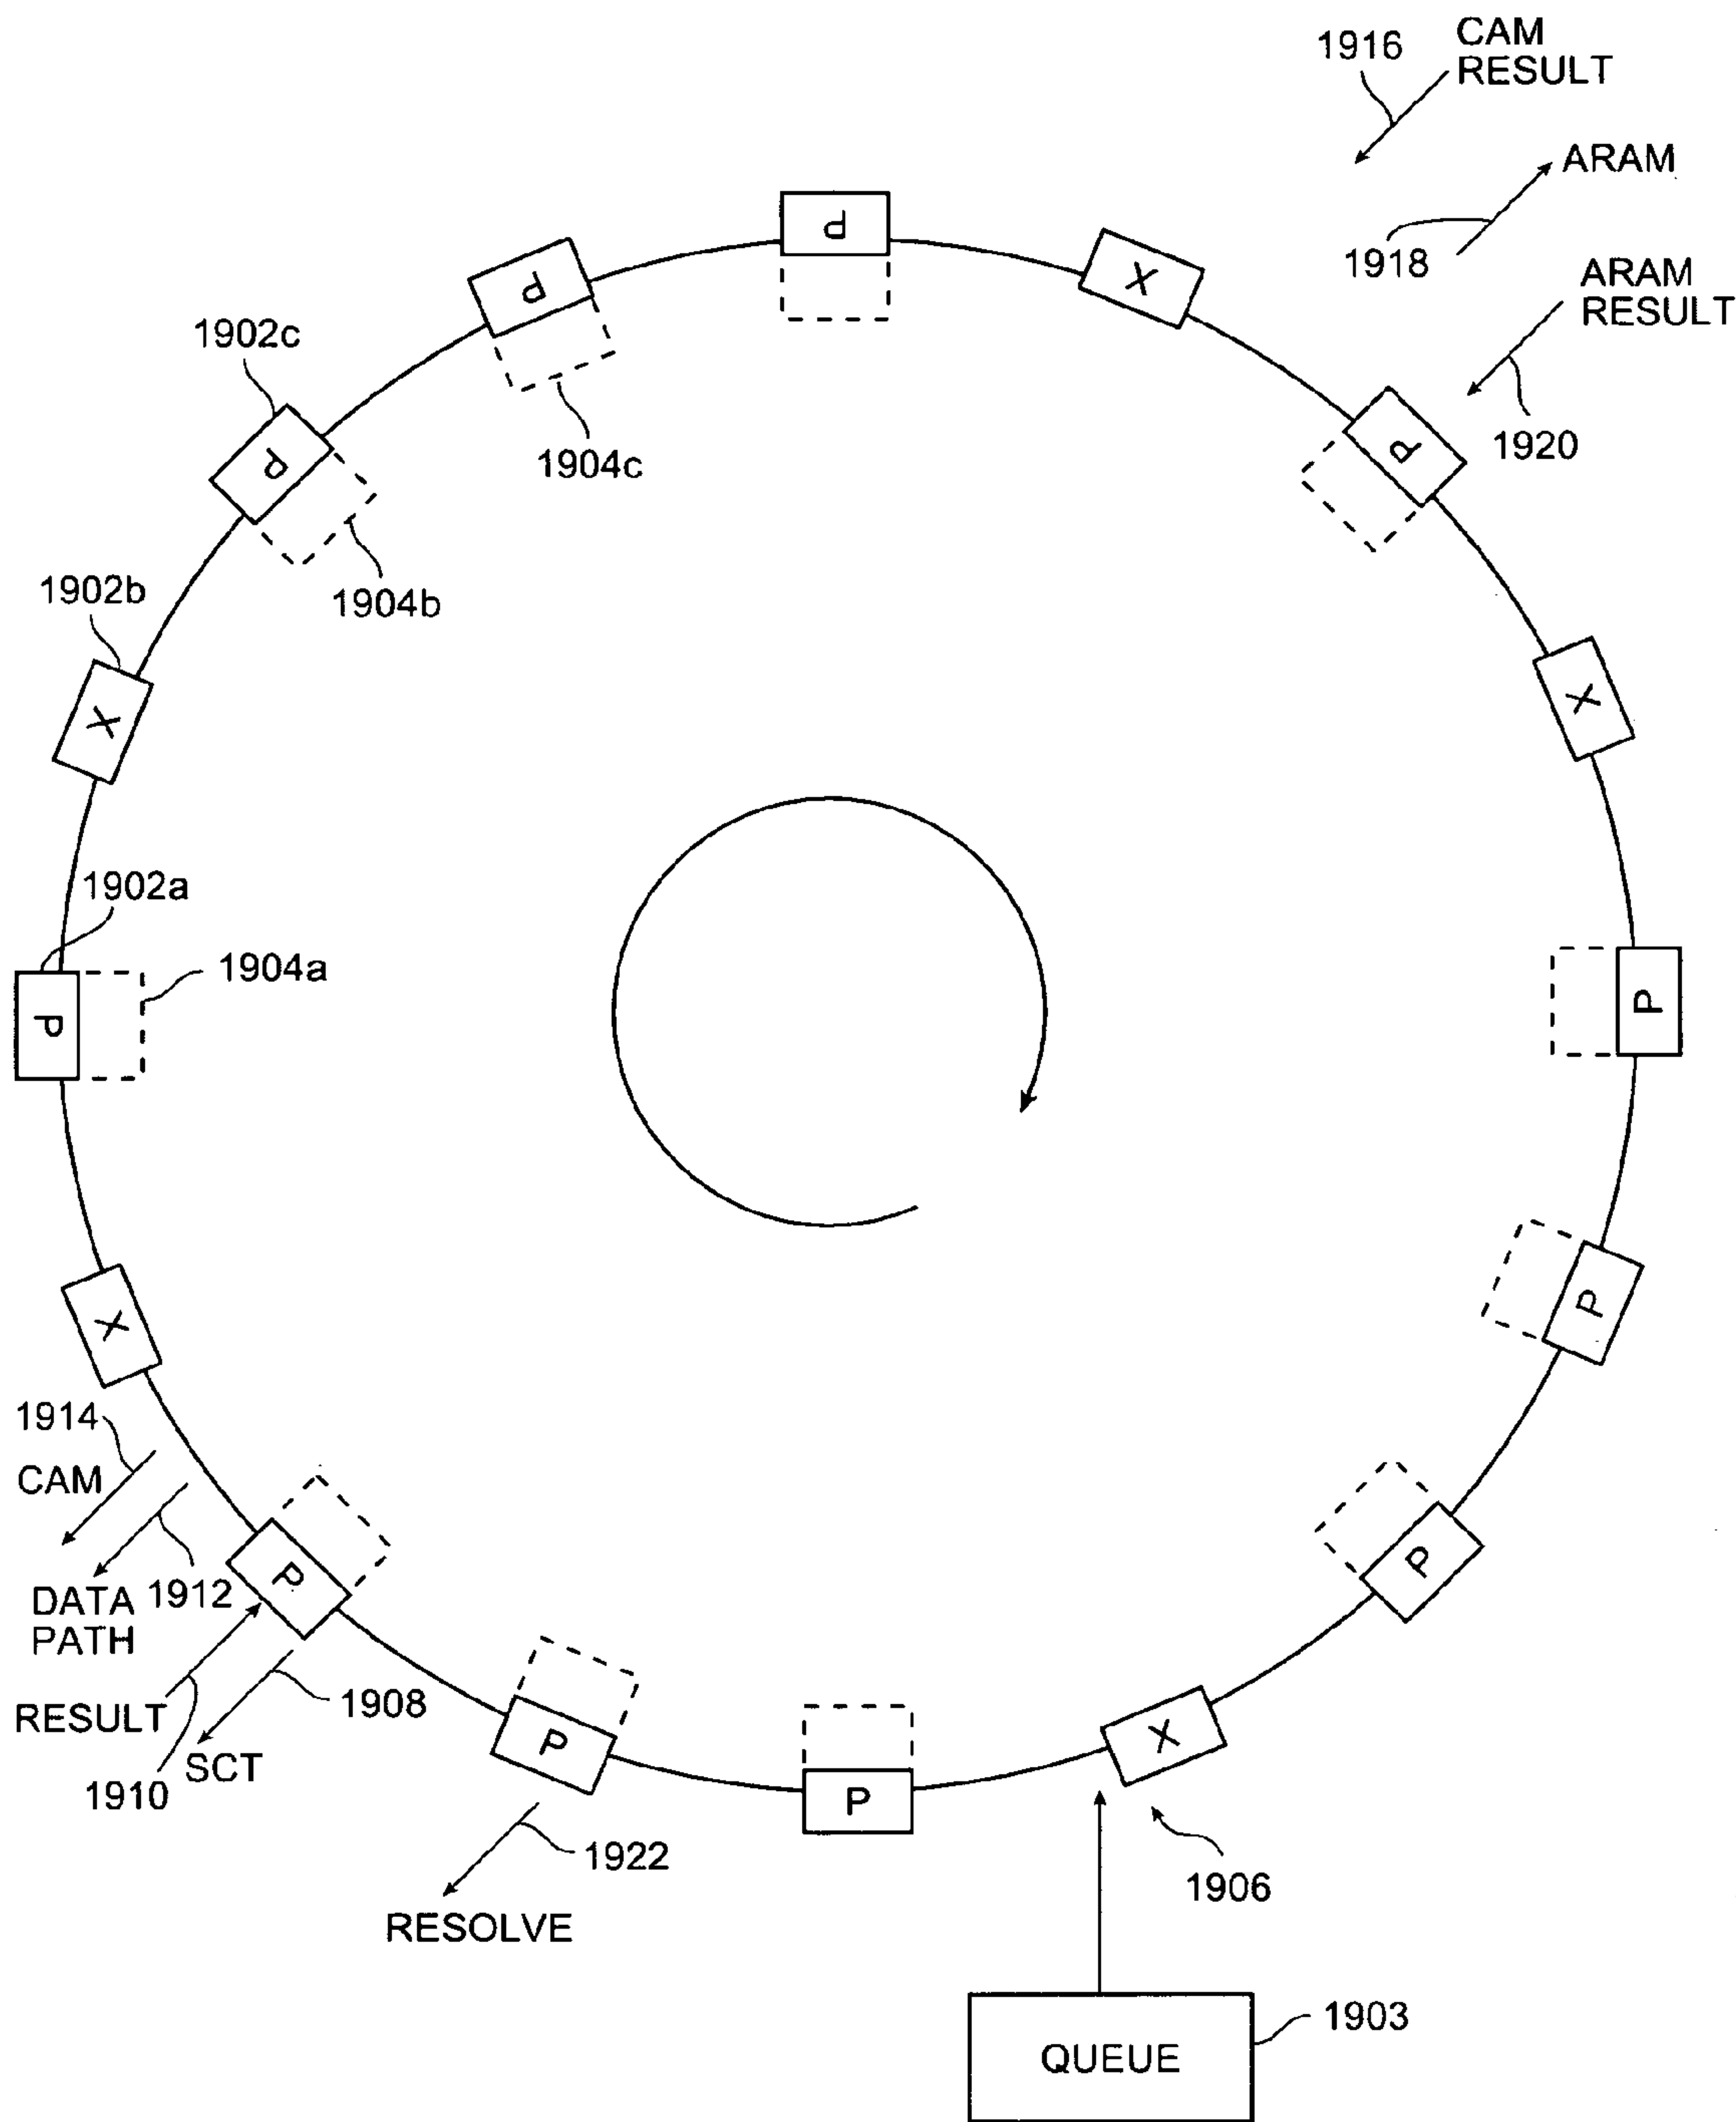 1916
CAM
RESULT
ARAM
1918
ARAM
RESULT
1920
P
P
X
1902c
P
1904c
P
1904b
1902b
X
X
1902a
1904a
P
P
X
P
1914
CAM
P
P
DATA
PATH
1912
RESULT
1908
SCT
1910
P
P
X
1922
1906
RESOLVE
1903
QUEUE